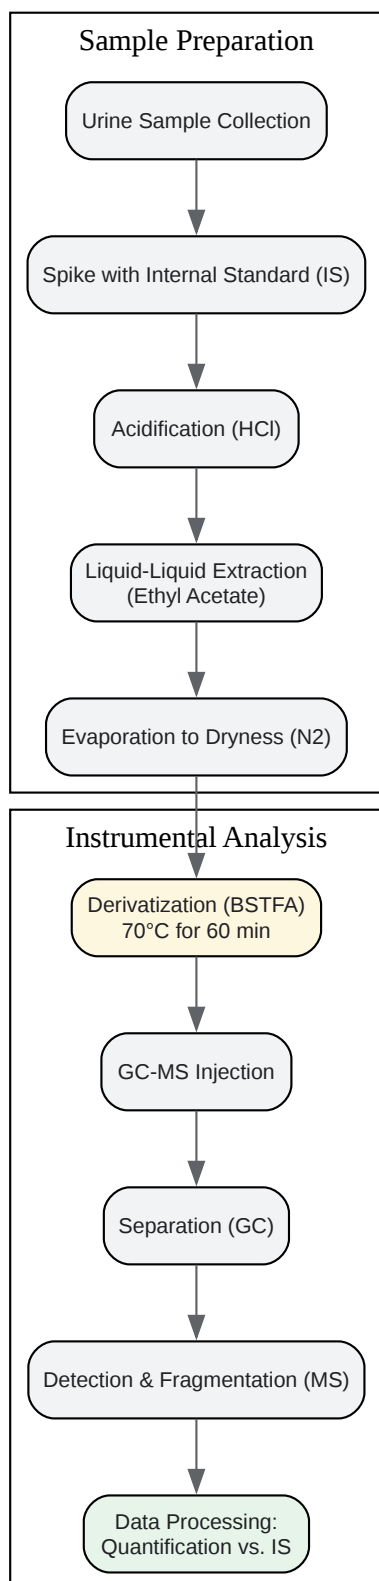 Sample Preparation
Urine Sample Collection
Spike with Internal Standard (IS)
Acidification (HCl)
Liquid-Liquid Extraction
(Ethyl Acetate)
Evaporation to Dryness (N2)
Instrumental Analysis
Derivatization (BSTFA)
70°C for 60 min
GC-MS Injection
Separation (GC)
Detection & Fragmentation (MS)
Data Processing:
Quantification vs. IS